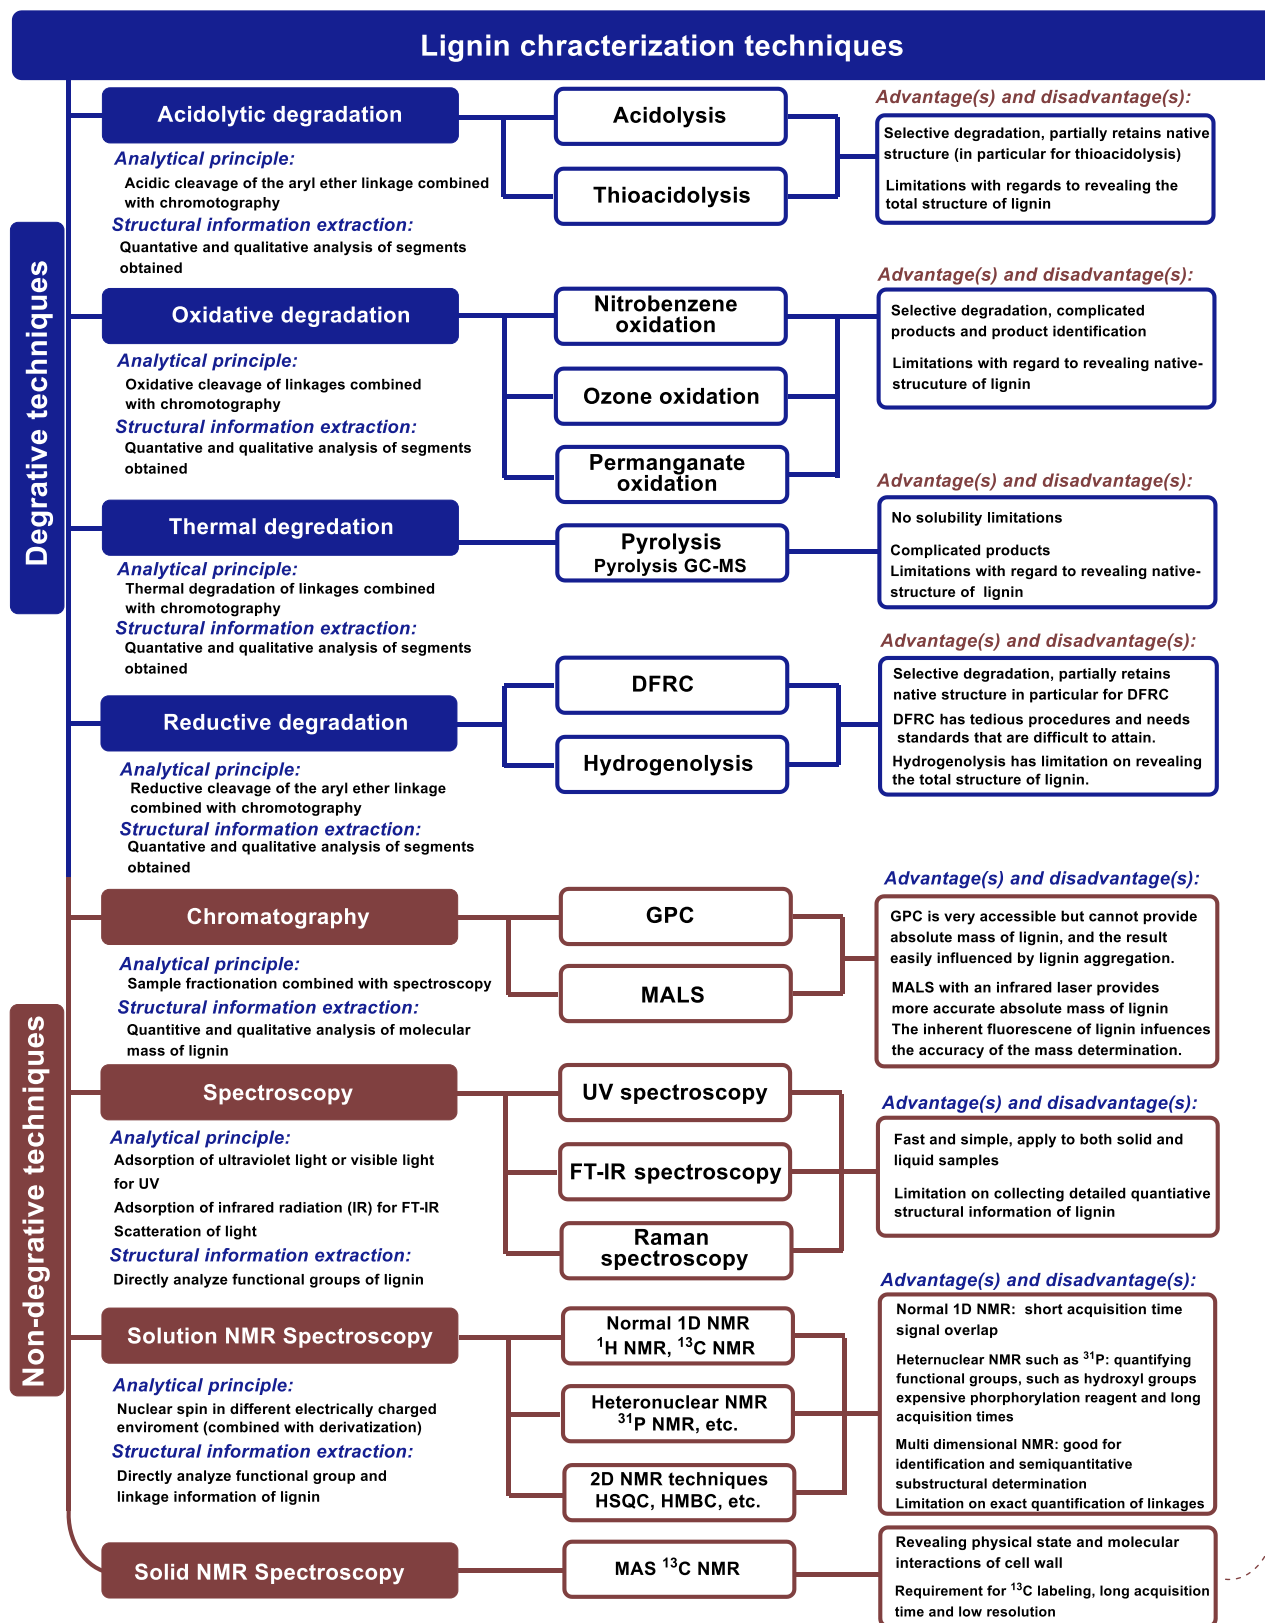 Lignin chracterization techniques
Degrative techniques
Acidolytic degradation
Analytical principle:
Acidic cleavage of the aryl ether linkage combined
with chromotography
Structural information extraction:
Quantative and qualitative analysis of segments
obtained
Acidolysis
Thioacidolysis
Advantage(s) and disadvantage(s):
Selective degradation, partially retains native
structure (in particular for thioacidolysis)
Limitations with regards to revealing the
total structure of lignin
Oxidative degradation
Analytical principle:
Oxidative cleavage of linkages combined
with chromotography
Structural information extraction:
Quantative and qualitative analysis of segments
obtained
Nitrobenzene
oxidation
Ozone oxidation
Permanganate
oxidation
Advantage(s) and disadvantage(s):
Selective degradation, complicated
products and product identification
Limitations with regard to revealing native-
strucuture of lignin
Thermal degredation
Analytical principle:
Thermal degradation of linkages combined
with chromotography
Structural information extraction:
Quantative and qualitative analysis of segments
obtained
Pyrolysis
Pyrolysis GC-MS
Advantage(s) and disadvantage(s):
No solubility limitations
Complicated products
Limitations with regard to revealing native-
structure of lignin
Reductive degradation
Analytical principle:
Reductive cleavage of the aryl ether linkage
combined with chromotography
Structural information extraction:
Quantative and qualitative analysis of segments
obtained
DFRC
Hydrogenolysis
Advantage(s) and disadvantage(s):
Selective degradation, partially retains
native structure in particular for DFRC
DFRC has tedious procedures and needs
standards that are difficult to attain.
Hydrogenolysis has limitation on revealing
the total structure of lignin.
Non-degrative techniques
Chromatography
Analytical principle:
Sample fractionation combined with spectroscopy
Structural information extraction:
Quantitive and qualitative analysis of molecular
mass of lignin
GPC
MALS
Advantage(s) and disadvantage(s):
GPC is very accessible but cannot provide
absolute mass of lignin, and the result
easily influenced by lignin aggregation.
MALS with an infrared laser provides
more accurate absolute mass of lignin
The inherent fluorescene of lignin infuences
the accuracy of the mass determination.
Spectroscopy
Analytical principle:
Adsorption of ultraviolet light or visible light
for UV
Adsorption of infrared radiation (IR) for FT-IR
Scatteration of light
Structural information extraction:
Directly analyze functional groups of lignin
UV spectroscopy
FT-IR spectroscopy
Raman
spectroscopy
Advantage(s) and disadvantage(s):
Fast and simple, apply to both solid and
liquid samples
Limitation on collecting detailed quantiative
structural information of lignin
Solution NMR Spectroscopy
Analytical principle:
Nuclear spin in different electrically charged
enviroment (combined with derivatization)
Structural information extraction:
Directly analyze functional group and
linkage information of lignin
Normal 1D NMR
¹H NMR, ¹³C NMR
Heteronuclear NMR
³¹P NMR, etc.
2D NMR techniques
HSQC, HMBC, etc.
Advantage(s) and disadvantage(s):
Normal 1D NMR: short acquisition time
signal overlap
Heternuclear NMR such as ³¹P: quantifying
functional groups, such as hydroxyl groups
expensive phorphorylation reagent and long
acquisition times
Multi dimensional NMR: good for
identification and semiquantitative
substructural determination
Limitation on exact quantification of linkages
Solid NMR Spectroscopy
MAS ¹³C NMR
Revealing physical state and molecular
interactions of cell wall
Requirement for ¹³C labeling, long acquisition
time and low resolution